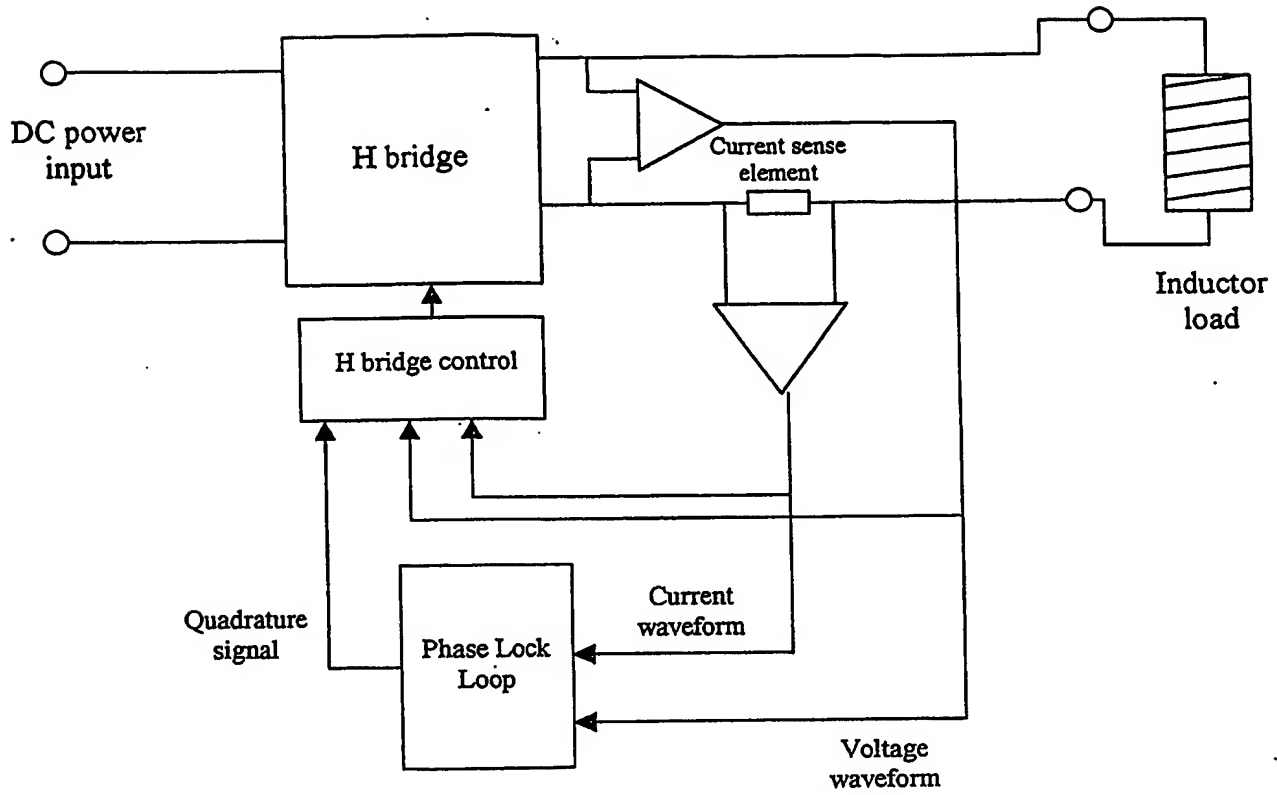 DC power
input
H bridge
Current sense
element
Inductor
load
H bridge control
Quadrature
signal
Phase Lock
Loop
Current
waveform
Voltage
waveform